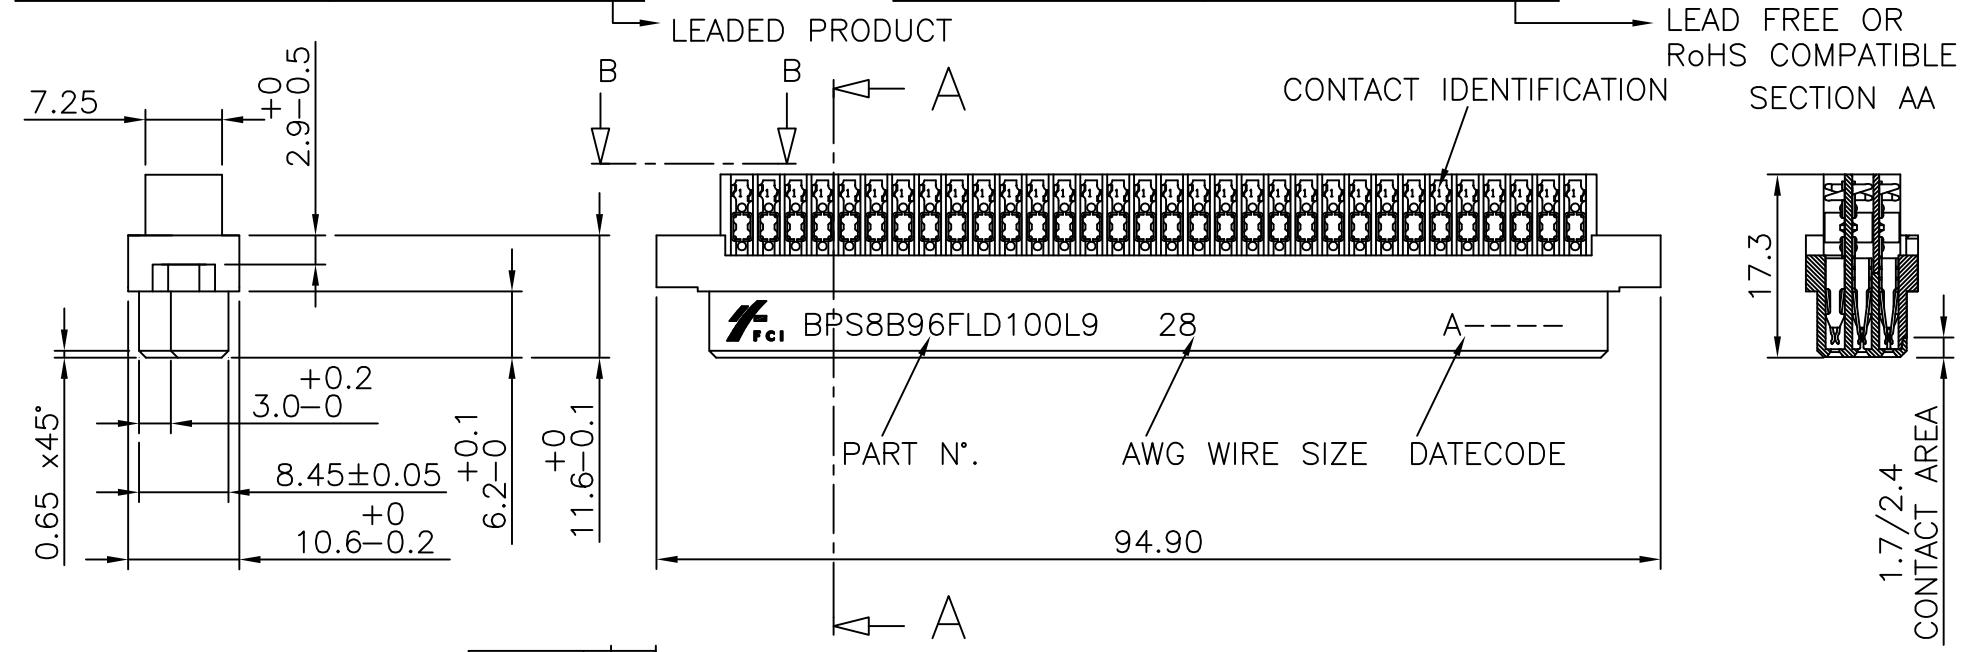 LEADED PRODUCT
LEAD FREE OR
RoHS COMPATIBLE
SECTION AA
B
B
A
CONTACT IDENTIFICATION
7.25
+0
2.9-0.5
17.3
FCI
BPS8B96FLD100L9 28 A----
+0.2
3.0-0
0.65 x45°
8.45±0.05
+0
10.6-0.2
+0.1
6.2-0
+0
11.6-0.1
PART N°.
AWG WIRE SIZE
DATECODE
94.90
1.7/2.4
CONTACT AREA
A